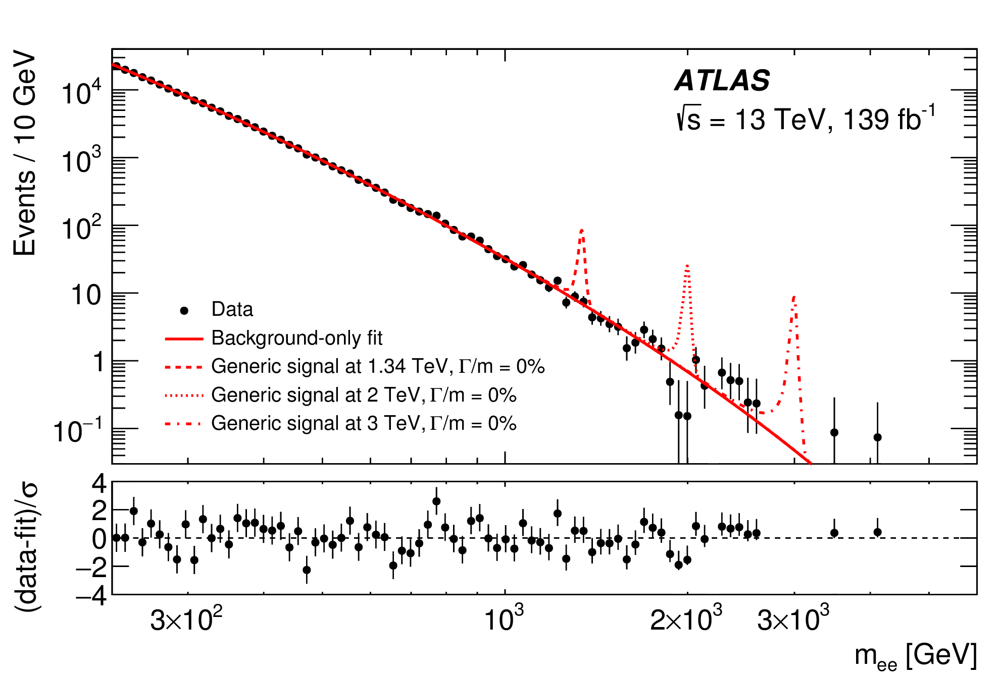 ATLAS
√s = 13 TeV, 139 fb⁻¹
Events / 10 GeV
10⁴
10³
10²
10
1
10⁻¹
Data
Background-only fit
Generic signal at 1.34 TeV, Γ/m = 0%
Generic signal at 2 TeV, Γ/m = 0%
Generic signal at 3 TeV, Γ/m = 0%
(data-fit)/σ
4
2
0
−2
−4
3×10²
10³
2×10³
3×10³
mₑₑ [GeV]